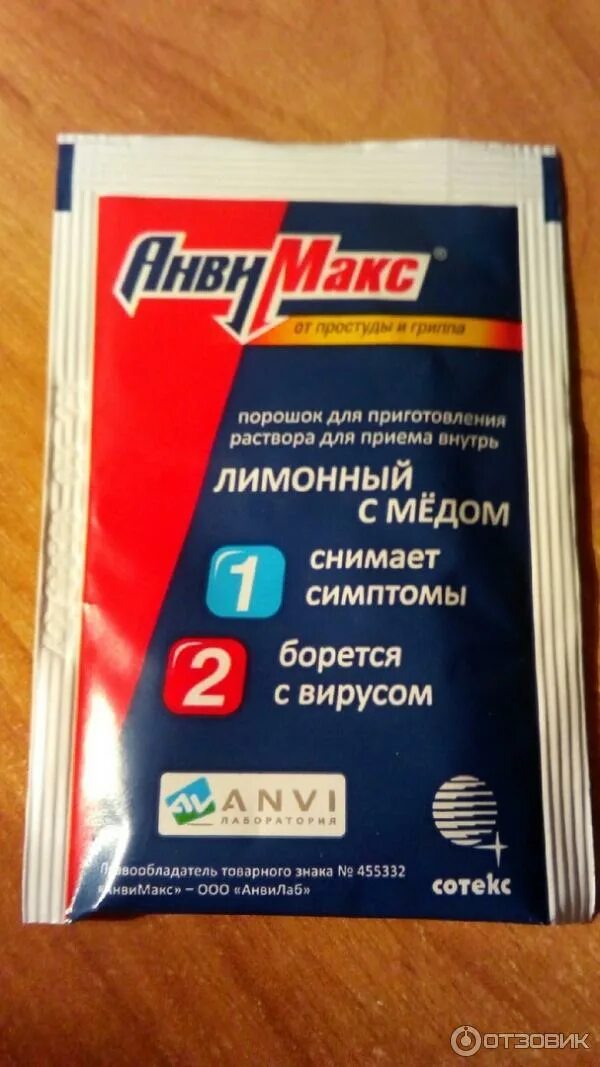 АнвиМакс®
от простуды и гриппа
порошок для приготовления
раствора для приема внутрь
ЛИМОННЫЙ
С МЁДОМ
1 снимает
симптомы
2 борется
с вирусом
ANVI
ЛАБОРАТОРИЯ
Правообладатель товарного знака № 455332
«АнвиМакс» – ООО «АнвиЛаб»
сотекс
ОТЗОВИК